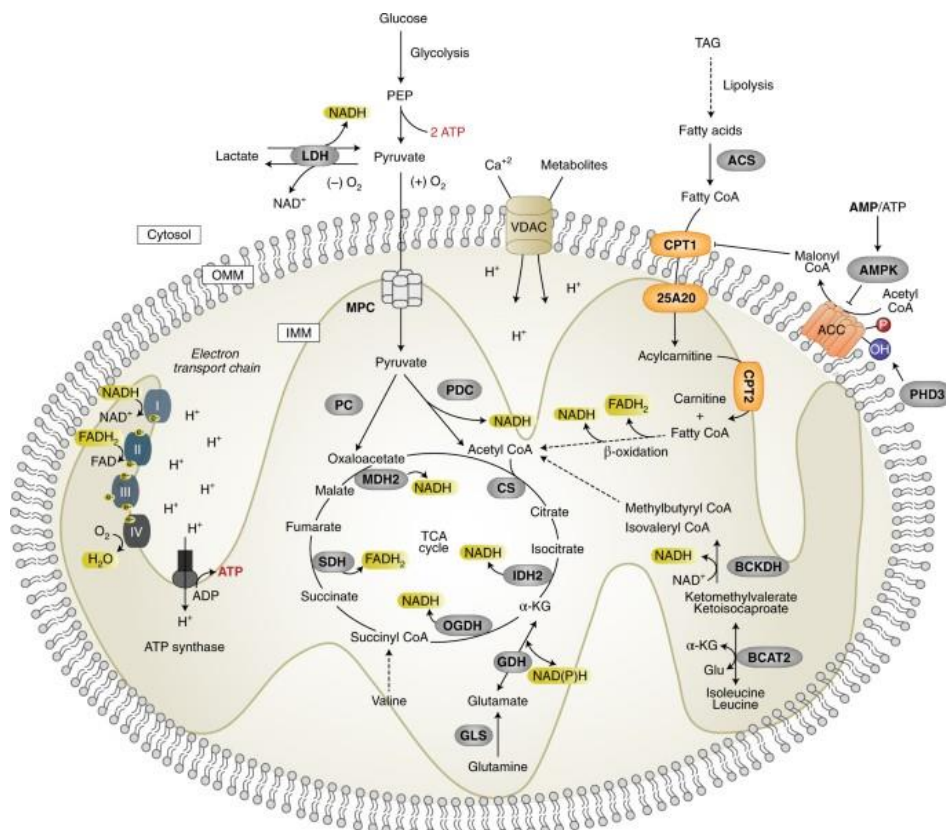 Glucose
Glycolysis
PEP
NADH
2 ATP
Lactate
LDH
Pyruvate
(−) O₂
(+) O₂
NAD⁺
Ca⁺²
Metabolites
VDAC
TAG
Lipolysis
Fatty acids
ACS
Fatty CoA
CPT1
AMP/ATP
Malonyl
CoA
AMPK
Acetyl
CoA
ACC
P
OH
PHD3
Cytosol
OMM
IMM
MPC
H⁺
H⁺
H⁺
25A20
Acylcarnitine
CPT2
Carnitine
+
Fatty CoA
FADH₂
NADH
β-oxidation
Electron
transport chain
NADH
NAD⁺
I
FADH₂
FAD
II
III
IV
O₂
H₂O
H⁺
H⁺
H⁺
H⁺
H⁺
H⁺
ATP
ADP
H⁺
ATP synthase
Pyruvate
PC
PDC
NADH
Oxaloacetate
Acetyl CoA
MDH2
NADH
CS
Malate
Citrate
Fumarate
TCA
cycle
Isocitrate
SDH
FADH₂
NADH
IDH2
Succinate
NADH
α-KG
OGDH
Succinyl CoA
GDH
NAD(P)H
Valine
Glutamate
GLS
Glutamine
Methylbutyryl CoA
Isovaleryl CoA
NADH
NAD⁺
BCKDH
Ketomethylvalerate
Ketoisocaproate
α-KG
Glu
BCAT2
Isoleucine
Leucine